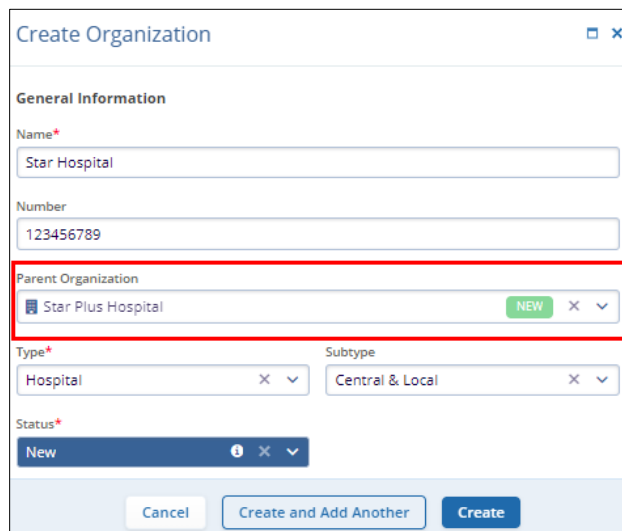 Create Organization
General Information
Name*
Star Hospital
Number
123456789
Parent Organization
Star Plus Hospital NEW
Type* Subtype
Hospital Central & Local
Status*
New
Cancel Create and Add Another Create